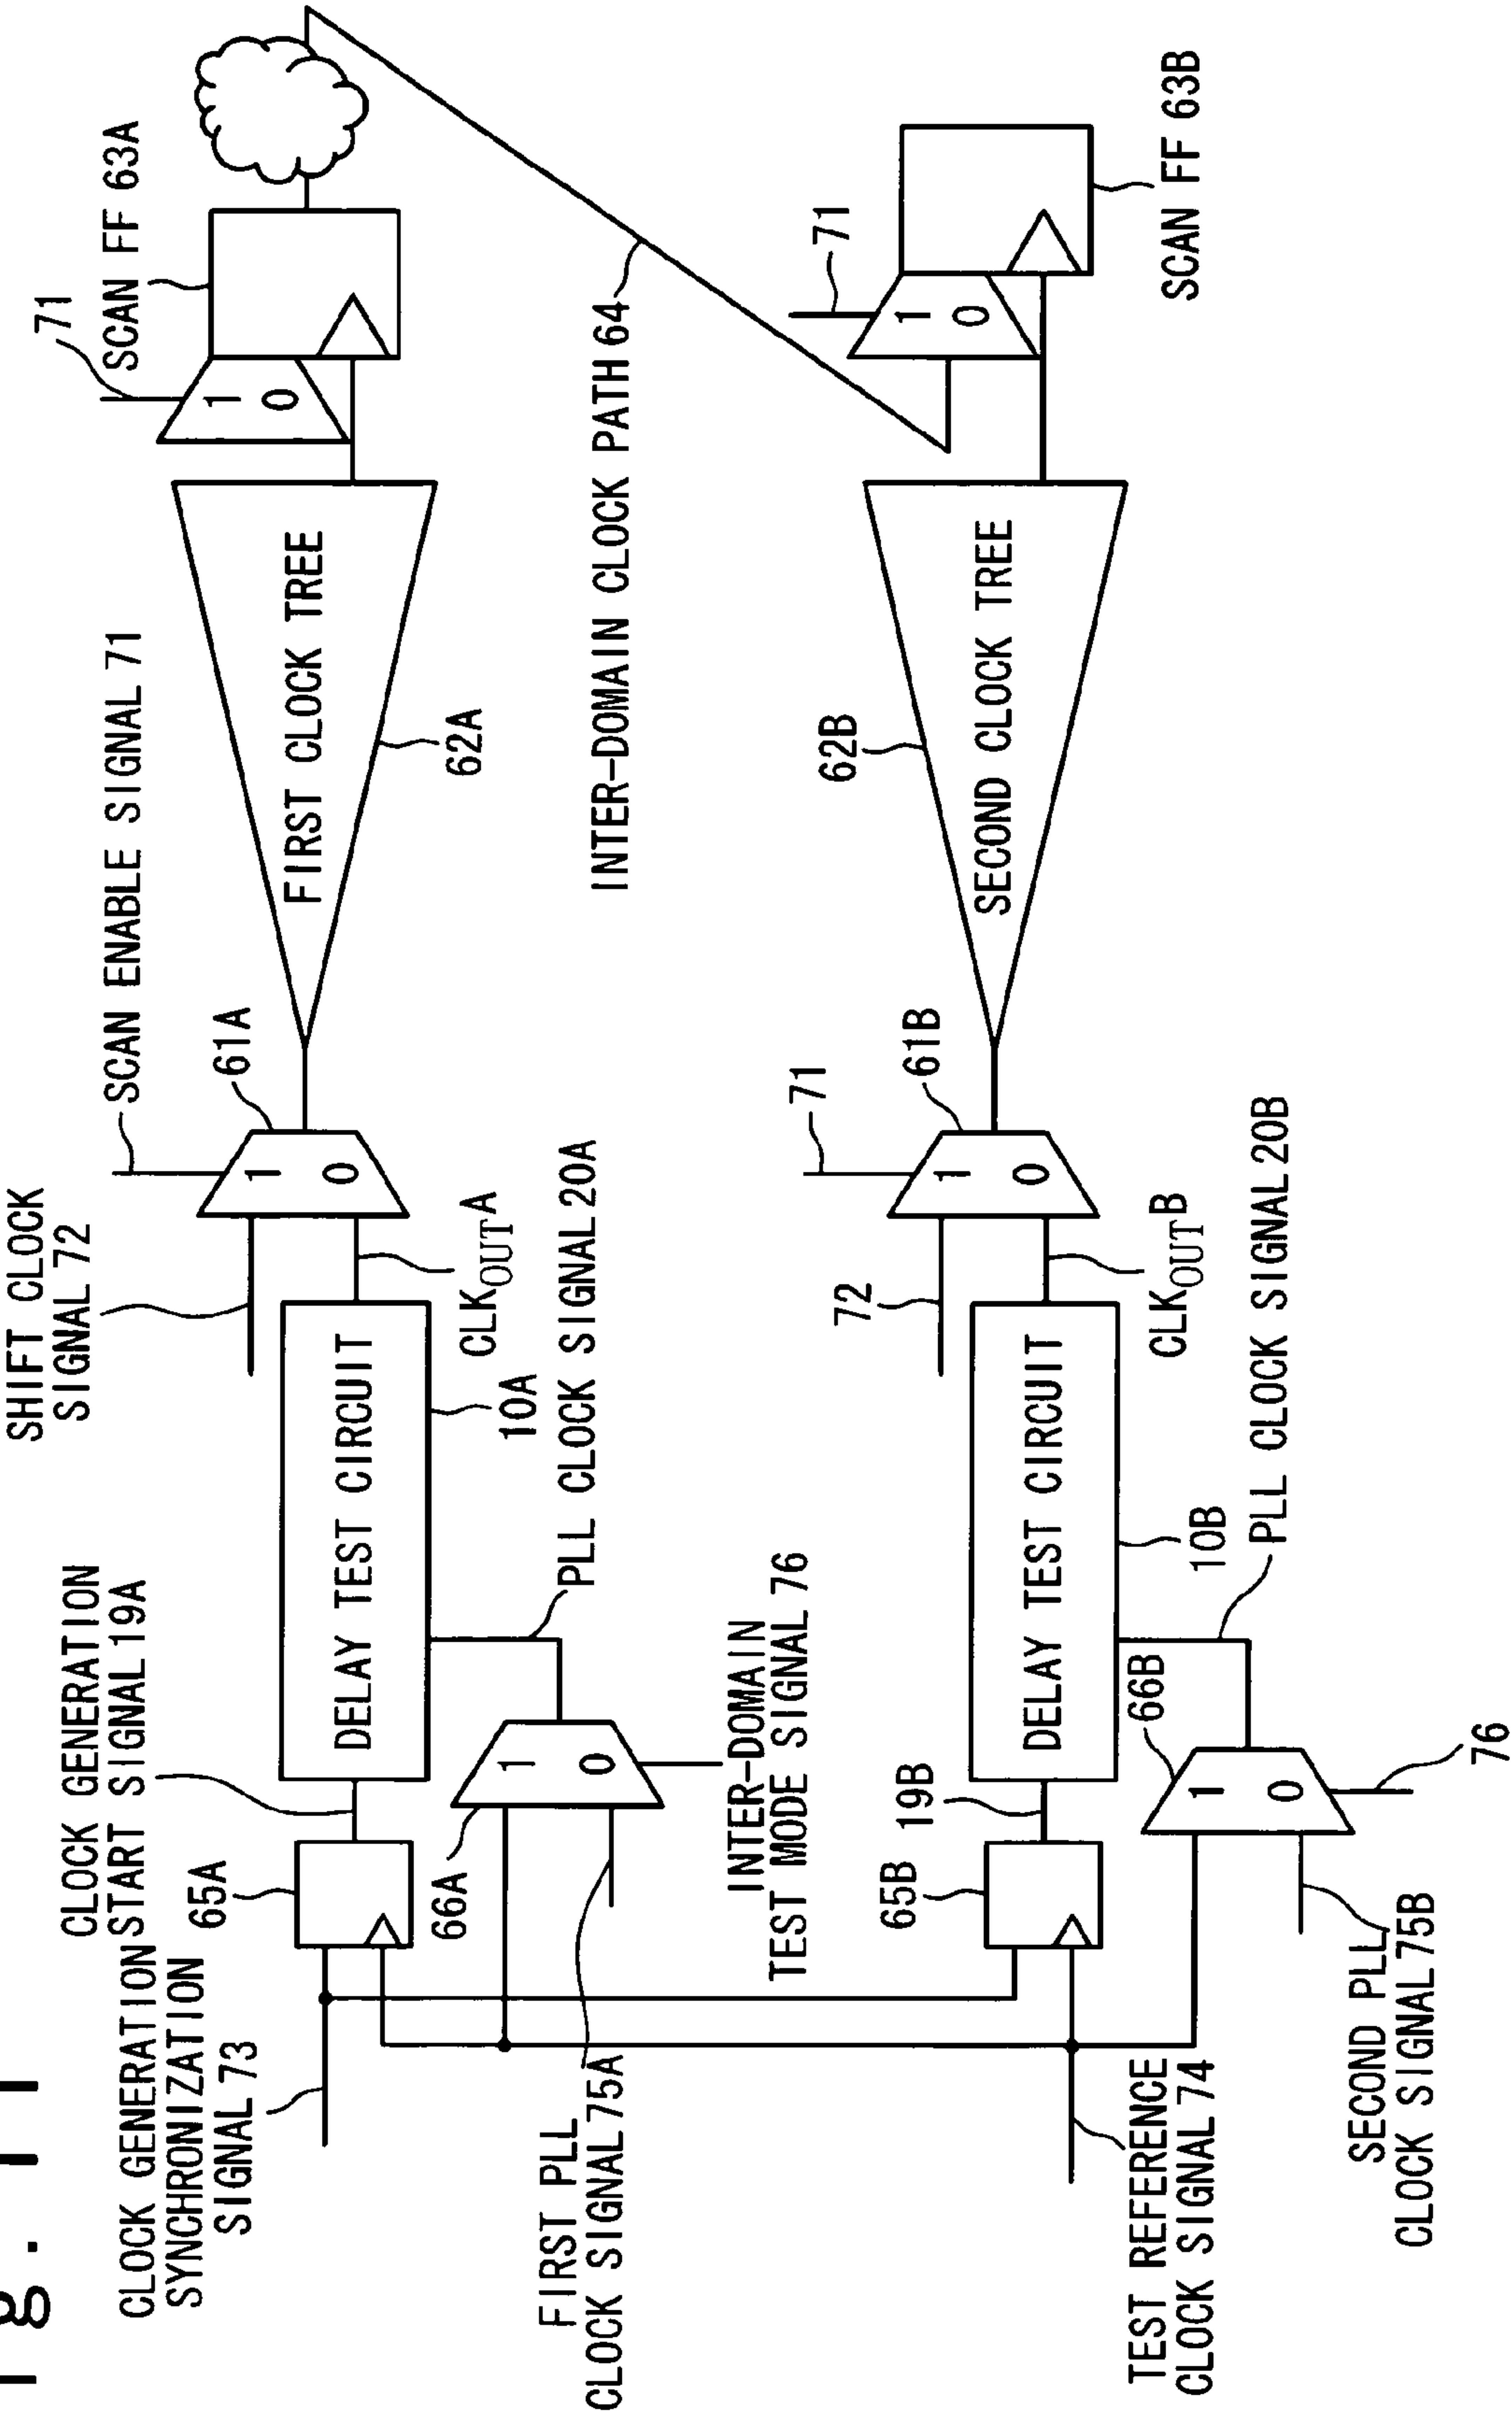 Fig. 11
SHIFT CLOCK
SIGNAL 72
CLOCK GENERATION
START SIGNAL 19A
SCAN ENABLE SIGNAL 71
71
SCAN FF 63A
CLOCK GENERATION
SYNCHRONIZATION
SIGNAL 73
65A
61A
1
0
DELAY TEST CIRCUIT
FIRST CLOCK TREE
1
0
CLKOUTA
10A
62A
66A
1
0
PLL CLOCK SIGNAL 20A
FIRST PLL
CLOCK SIGNAL 75A
INTER-DOMAIN CLOCK PATH 64
INTER-DOMAIN
TEST MODE SIGNAL 76
72
71
62B
71
65B
19B
61B
1
0
DELAY TEST CIRCUIT
SECOND CLOCK TREE
1
0
CLKOUTB
SCAN FF 63B
TEST REFERENCE
CLOCK SIGNAL 74
66B
10B
1
0
PLL CLOCK SIGNAL 20B
SECOND PLL
CLOCK SIGNAL 75B
76